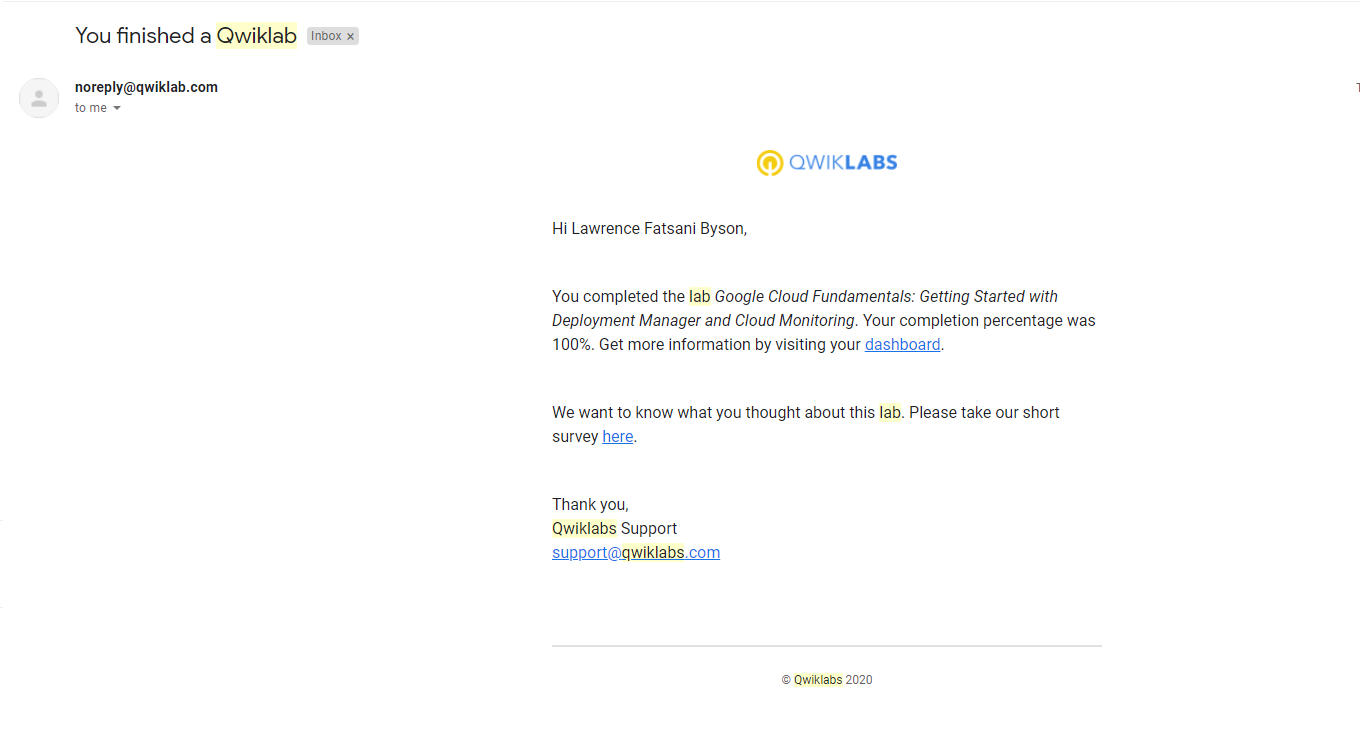 You finished a Qwiklab Inbox x
noreply@qwiklab.com
to me
QWIKLABS
Hi Lawrence Fatsani Byson,
You completed the lab Google Cloud Fundamentals: Getting Started with
Deployment Manager and Cloud Monitoring. Your completion percentage was
100%. Get more information by visiting your dashboard.
We want to know what you thought about this lab. Please take our short
survey here.
Thank you,
Qwiklabs Support
support@qwiklabs.com
© Qwiklabs 2020